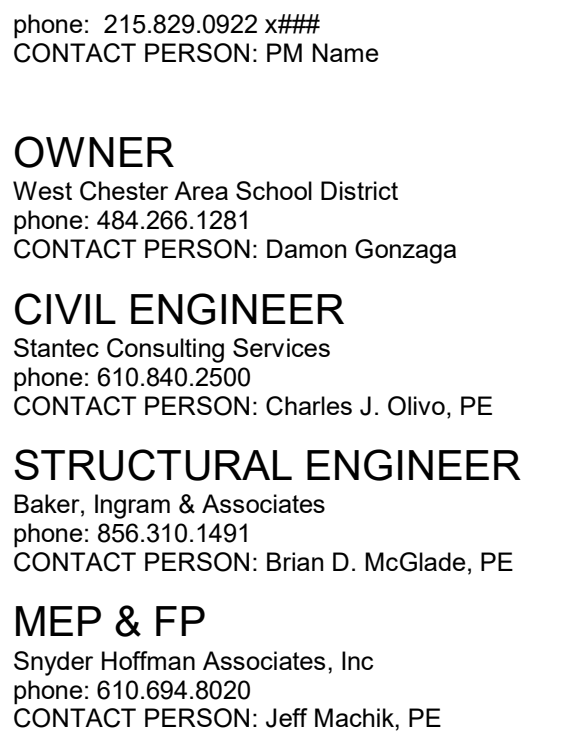 phone:  215.829.0922 x###
CONTACT PERSON: PM Name
OWNER
West Chester Area School District
phone: 484.266.1281
CONTACT PERSON: Damon Gonzaga
CIVIL ENGINEER
Stantec Consulting Services
phone: 610.840.2500
CONTACT PERSON: Charles J. Olivo, PE
STRUCTURAL ENGINEER
Baker, Ingram & Associates
phone: 856.310.1491
CONTACT PERSON: Brian D. McGlade, PE
MEP & FP
Snyder Hoffman Associates, Inc
phone: 610.694.8020
CONTACT PERSON: Jeff Machik, PE